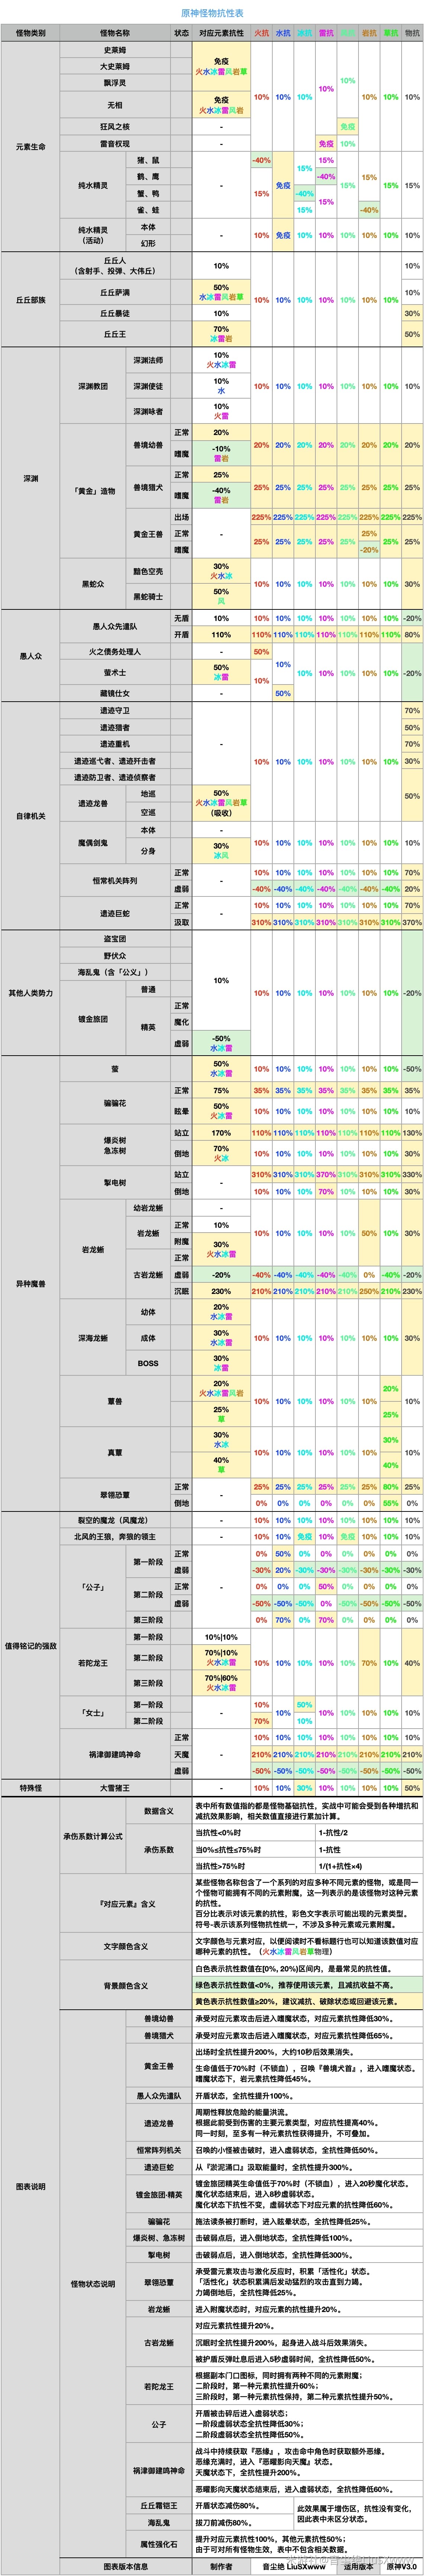 原神怪物抗性表
怪物类别 怪物名称 状态 对应元素抗性 火抗 水抗 冰抗 雷抗 风抗 岩抗 草抗 物抗
元素生命
史莱姆
大史莱姆
飘浮灵
免疫
火水冰雷风岩草
无相
免疫
火水冰雷风岩草
10% 10% 10% 10% 10% 10% 10% 10%
狂风之核 - 免疫
雷音权现 - 免疫 10%
纯水精灵
猪、鼠 -40% 15% 15%
鹤、鹰 -40%
蟹、鸭 -40% 15%
雀、蛙 15% -40%
- 15% 免疫 15% 15% 15% 15%
纯水精灵
(活动)
本体
幻形
- 10% 免疫 10% 10% 10% 10% 10% 10%
丘丘部族
丘丘人
(含射手、投弹、大伟丘)
10% 10%
丘丘萨满
50%
水冰雷风岩草
10%
丘丘暴徒 10% 30%
丘丘王
70%
冰雷岩
50%
10% 10% 10% 10% 10% 10% 10%
深渊
深渊教团
深渊法师
10%
火水冰雷
深渊使徒
10%
水
深渊咏者
10%
火雷
10% 10% 10% 10% 10% 10% 10% 10%
「黄金」造物
兽境幼兽
正常 20%
嗜魔
-10%
雷岩
20% 20% 20% 20% 20% 20% 20% 20%
兽境猎犬
正常 25%
嗜魔
-40%
雷岩
25% 25% 25% 25% 25% 25% 25% 25%
黄金王兽
出场 225% 225% 225% 225% 225% 225% 225% 225%
正常 25%
嗜魔 -20%
- 25% 25% 25% 25% 25% 25% 25%
黑蛇众
黯色空壳
30%
火水冰
黑蛇骑士
50%
风
10% 10% 10% 10% 10% 10% 10% 30%
愚人众
愚人众先遣队
无盾 10% 10% 10% 10% 10% 10% 10% 10% -20%
开盾 110% 110% 110% 110% 110% 110% 110% 110% 80%
火之债务处理人 - 50%
萤术士
50%
冰雷
10% 10%
藏镜仕女 - 50%
10% 10% 10% 10% 10% -20%
自律机关
遗迹守卫 70%
遗迹猎者 50%
遗迹重机 70%
遗迹巡弋者、遗迹歼击者 30%
遗迹防卫者、遗迹侦察者
-
遗迹龙兽
地巡
空巡
50%
火水冰雷风岩草
(吸收)
50%
10% 10% 10% 10% 10% 10% 10%
魔偶剑鬼
本体 -
分身
30%
冰风
10% 10% 10% 10% 10% 10% 10% 10%
恒常机关阵列
正常 10% 10% 10% 10% 10% 10% 10% 70%
虚弱 -40% -40% -40% -40% -40% -40% -40% 20%
-
遗迹巨蛇
正常 10% 10% 10% 10% 10% 10% 10% 70%
汲取 310% 310% 310% 310% 310% 310% 310% 370%
-
其他人类势力
盗宝团
野伏众
海乱鬼(含「公义」)
镀金旅团
普通
精英
正常
魔化
虚弱
10%
-50%
水冰雷
10% 10% 10% 10% 10% 10% 10% -20%
异种魔兽
萤
50%
水冰雷
10% 10% 10% 10% 10% 10% 10% -50%
骗骗花
正常 75% 35% 35% 35% 35% 35% 35% 35% 35%
眩晕
50%
火冰雷
10% 10% 10% 10% 10% 10% 10% 10%
爆炎树
急冻树
站立 170% 110% 110% 110% 110% 110% 110% 110% 130%
倒地
70%
火冰
10% 10% 10% 10% 10% 10% 10% 30%
掣电树
站立 310% 310% 310% 370% 310% 310% 310% 330%
倒地 10% 10% 10% 70% 10% 10% 10% 30%
-
岩龙蜥
幼岩龙蜥 -
岩龙蜥
正常 10%
附魔
30%
火水冰雷
古岩龙蜥
正常
10% 10% 10% 10% 10% 50% 10% 30%
虚弱 -20% -40% -40% -40% -40% -40% 0% -40% -20%
沉眠 230% 210% 210% 210% 210% 210% 250% 210% 230%
深海龙蜥
幼体
20%
水冰雷
成体
30%
水冰雷
BOSS
30%
冰雷
10% 10% 10% 10% 10% 10% 10% 30%
蕈兽
20%
火水冰雷风岩
20%
25%
草
25%
10% 10% 10% 10% 10% 10% 10%
真蕈
30%
水冰
30%
40%
草
40%
10% 10% 10% 10% 10% 10% 10%
翠翎恐蕈
正常 25% 25% 25% 25% 25% 25% 80% 25%
倒地 0% 0% 0% 0% 0% 0% 55% 0%
-
值得铭记的强敌
裂空的魔龙(风魔龙) - 10% 10% 10% 10% 10% 10% 10% 10%
北风的王狼,奔狼的领主 - 10% 10% 免疫 10% 免疫 10% 10% 10%
「公子」
第一阶段
正常 0% 50% 0% 0% 0% 0% 0% 0%
虚弱 -30% 20% -30% -30% -30% -30% -30% -30%
第二阶段
正常 0% 0% 0% 50% 0% 0% 0% 0%
虚弱 -50% -50% -50% 0% -50% -50% -50% -50%
第三阶段 0% 70% 0% 70% 0% 0% 0% 0%
-
若陀龙王
第一阶段 10%|10%
第二阶段
70%|10%
火水冰雷
第三阶段
70%|60%
火水冰雷
10% 10% 10% 10% 10% 70% 10% 40%
「女士」
第一阶段 10% 50%
第二阶段 70% 10%
- 10% 10% 10% 10% 10% 10%
祸津御建鸣神命
正常 10% 10% 10% 10% 10% 10% 10% 10%
天魔 210% 210% 210% 210% 210% 210% 210% 210%
虚弱 -50% -50% -50% -50% -50% -50% -50% -50%
-
特殊怪 大雪猪王 - 10% 10% 30% 10% 10% 10% 10% 50%
图表说明
承伤系数计算公式
数据含义
表中所有数值指的都是怪物基础抗性,实战中可能会受到各种增抗和
减抗效果影响,相关数值直接进行累加计算。
承伤系数
当抗性<0%时 1-抗性/2
当0%≤抗性≤75%时 1-抗性
当抗性>75%时 1/(1+抗性×4)
『对应元素』含义
某些怪物名称包含了一个系列的对应多种不同元素的怪物,或是同一
个怪物可能拥有不同的元素附魔,这一列表示的是该怪物对这种元素
的抗性。
百分比表示对该元素的抗性,彩色文字表示可能出现的元素类型。
符号-表示该系列怪物抗性统一,不涉及多种元素或元素附魔。
文字颜色含义
文字颜色与元素对应,以便阅读时不看标题行也可以知道该数值对应
哪种元素的抗性。(火水冰雷风岩草物理)
背景颜色含义
白色表示抗性数值在[0%, 20%)区间内,是最常见的抗性值。
绿色表示抗性数值<0%,推荐使用该元素,且减抗收益不高。
黄色表示抗性数值≥20%,建议减抗、破除状态或回避该元素。
怪物状态说明
兽境幼兽 承受对应元素攻击后进入嗜魔状态,对应元素抗性降低30%。
兽境猎犬 承受对应元素攻击后进入嗜魔状态,对应元素抗性降低65%。
黄金王兽
出场时全抗性提升200%,大约10秒后效果消失。
生命值低于70%时(不锁血),召唤『兽境犬首』,进入嗜魔状态。
嗜魔状态下,岩元素抗性降低45%。
愚人众先遣队 开盾状态,全抗性提升100%。
遗迹龙兽
周期性释放危险的能量洪流。
根据此前受到伤害的主要元素类型,对应抗性提高40%。
同一时刻,至多有一种元素抗性获得提升,不可叠加。
恒常阵列机关 召唤的小怪被击破时,进入虚弱状态,全抗性降低50%。
遗迹巨蛇 从『淤泥涌口』汲取能量时,全抗性提升300%。
镀金旅团-精英
镀金旅团精英生命值低于70%时(不锁血),进入20秒魔化状态。
魔化状态结束后,进入8秒虚弱状态。
魔化状态下抗性不变,虚弱状态下对应元素的抗性降低60%。
骗骗花 施法读条被打断时,进入眩晕状态,全抗性降低25%。
爆炎树、急冻树 击破弱点后,进入倒地状态,全抗性降低100%。
掣电树 击破弱点后,进入倒地状态,全抗性降低300%。
翠翎恐蕈
承受雷元素攻击与激化反应时,积累「活性化」状态。
「活性化」状态积累满后发动猛烈的攻击直到力竭。
力竭倒地后,全抗性降低25%。
岩龙蜥 进入附魔状态时,对应元素的抗性提升20%。
古岩龙蜥
对应元素抗性提升20%。
沉眠时全抗性提升200%,起身进入战斗后效果消失。
被护盾反弹吐息后进入5秒虚弱时间,全抗性降低50%。
若陀龙王
根据副本门口图标,同时拥有两种不同的元素附魔;
二阶段时,第一种元素抗性提升60%;
三阶段时,第一种元素抗性保持,第二种元素抗性提升50%。
公子
开盾被击碎后进入虚弱状态;
一阶段虚弱状态全抗性降低30%;
二阶段虚弱状态全抗性降低50%。
祸津御建鸣神命
战斗中持续获取『恶缘』,攻击命中角色时获取额外恶缘。
恶缘充满时,进入『恶曜影向天魔』状态。
天魔状态下,全抗性提升200%。
恶曜影向天魔状态结束后,进入虚弱状态,全抗性降低60%。
丘丘霜铠王 开盾状态减伤80%。
海乱鬼 拔刀前减伤80%。
此效果属于增伤区,抗性没有变化,
因此表中未区分状态。
属性强化石
提升对应元素抗性100%,其他元素抗性50%;
由于可对所有怪物生效,表中不包含相关数据。
图表版本信息 制作者 音尘绝 LiuSXwww 适用版本 原神V3.0